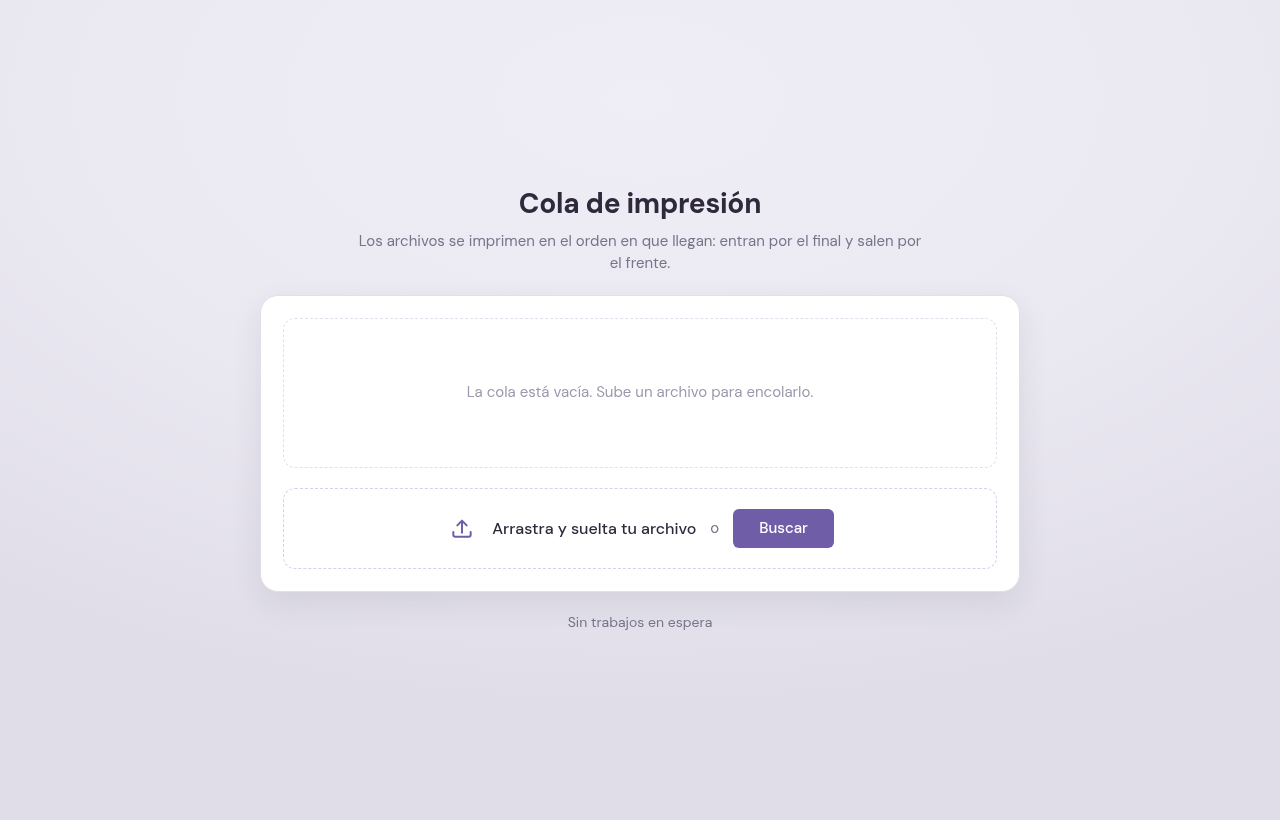 Cola de impresión
Los archivos se imprimen en el orden en que llegan: entran por el final y salen por
el frente.
La cola está vacía. Sube un archivo para encolarlo.
Arrastra y suelta tu archivo o Buscar
Sin trabajos en espera